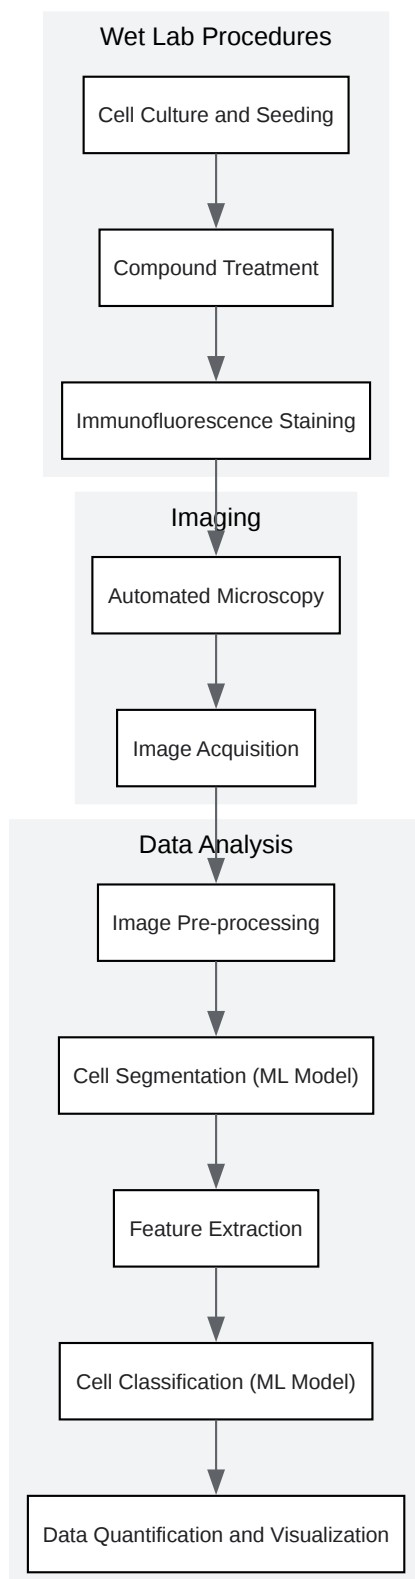 Wet Lab Procedures
Cell Culture and Seeding
Compound Treatment
Immunofluorescence Staining
Imaging
Automated Microscopy
Image Acquisition
Data Analysis
Image Pre-processing
Cell Segmentation (ML Model)
Feature Extraction
Cell Classification (ML Model)
Data Quantification and Visualization